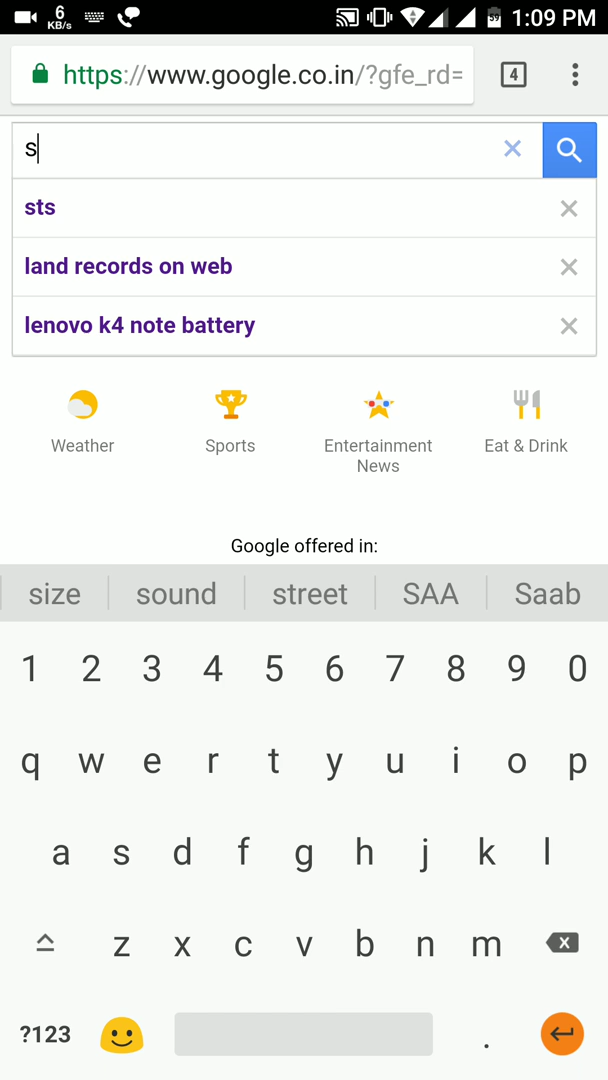 6 KB/s 59 1:09 PM
https://www.google.co.in/?gfe_rd= 4
s
sts
land records on web
lenovo k4 note battery
Weather Sports Entertainment News Eat & Drink
Google offered in:
size sound street SAA Saab
1 2 3 4 5 6 7 8 9 0
q w e r t y u i o p
a s d f g h j k l
z x c v b n m
?123 .